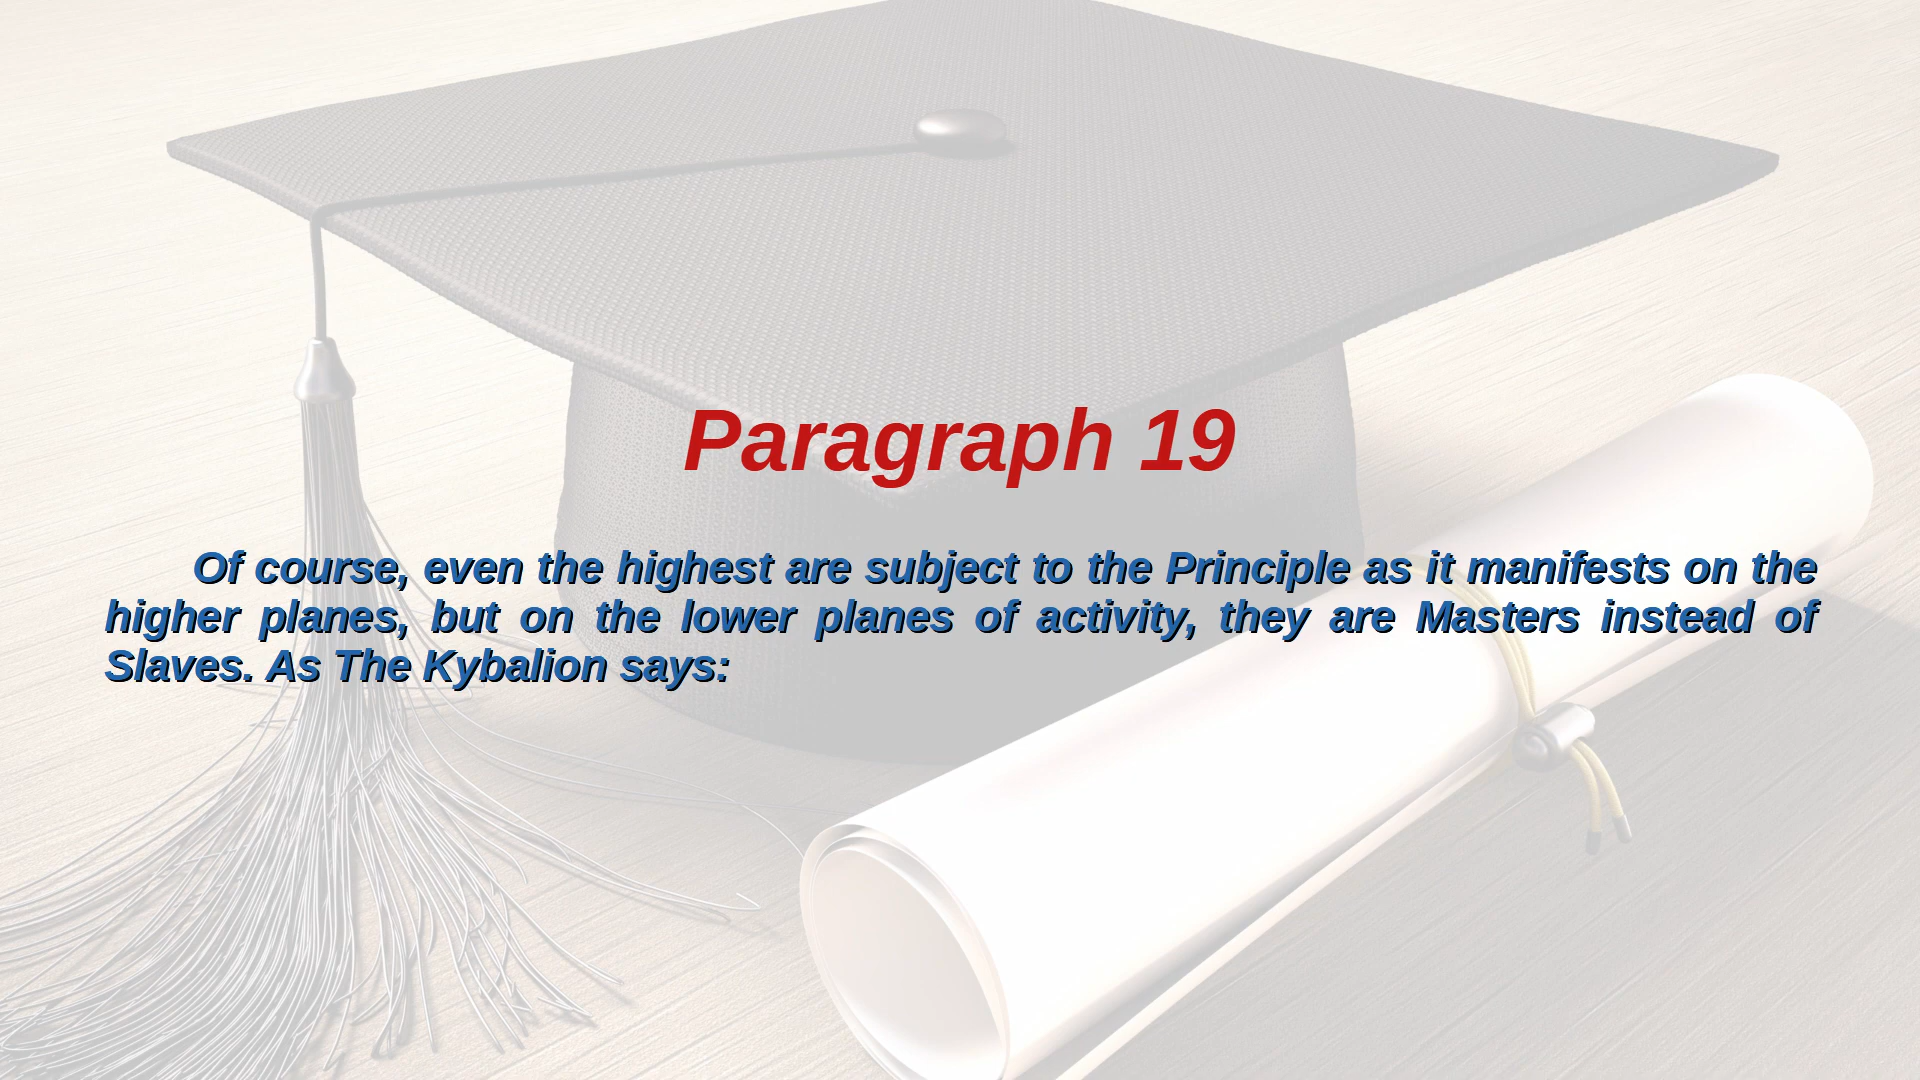 Paragraph 19
Of course, even the highest are subject to the Principle as it manifests on the
higher planes, but on the lower planes of activity, they are Masters instead of
Slaves. As The Kybalion says: